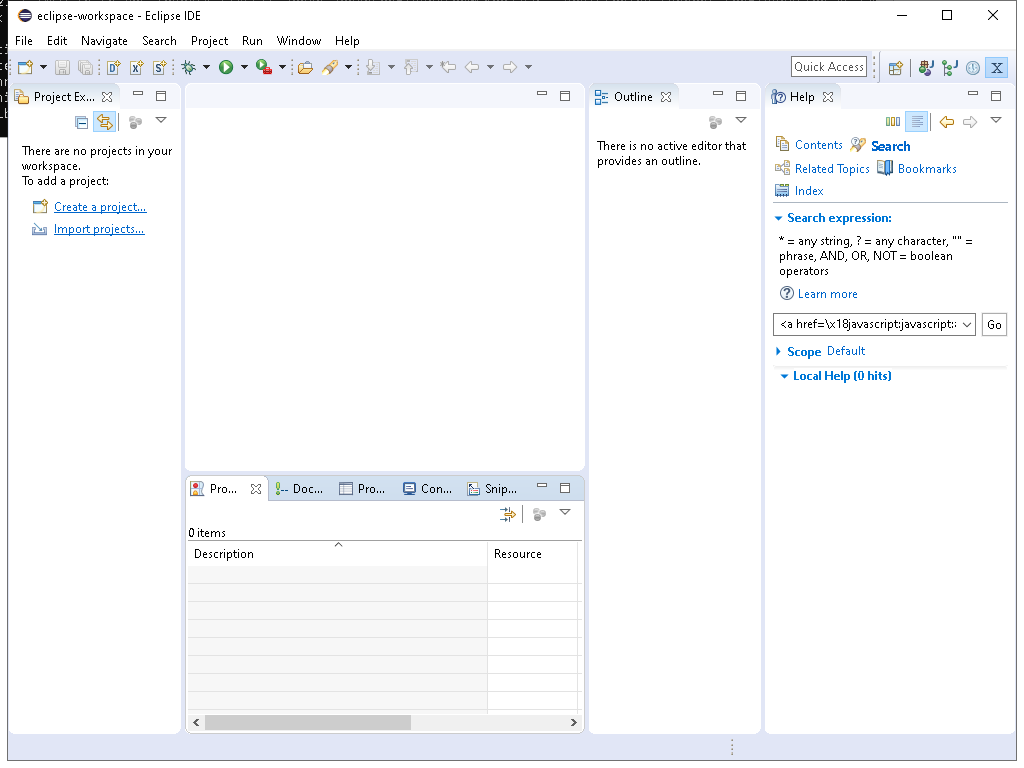 eclipse-workspace - Eclipse IDE
File Edit Navigate Search Project Run Window Help
Quick Access
Project Ex...
There are no projects in your
workspace.
To add a project:
Create a project...
Import projects...
Outline
There is no active editor that
provides an outline.
Help
Contents Search
Related Topics Bookmarks
Index
Search expression:
* = any string, ? = any character, "" =
phrase, AND, OR, NOT = boolean
operators
Learn more
<a href=\x18javascript:javascript:
Go
Scope Default
Local Help (0 hits)
Pro... Doc... Pro... Con... Snip...
0 items
Description Resource